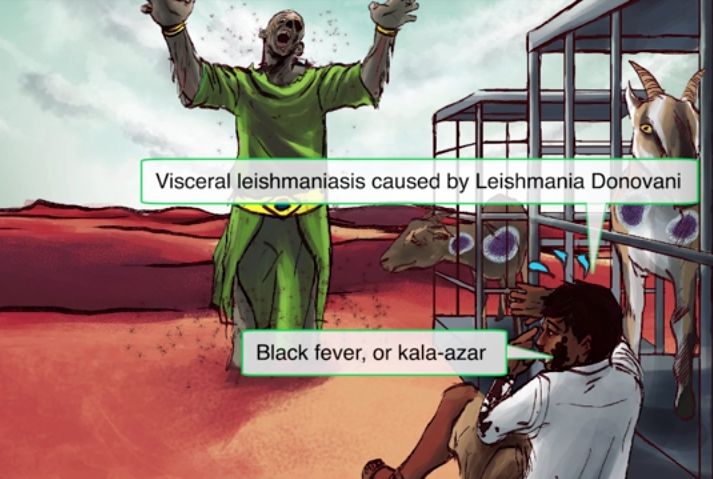 Visceral leishmaniasis caused by Leishmania Donovani
Black fever, or kala-azar